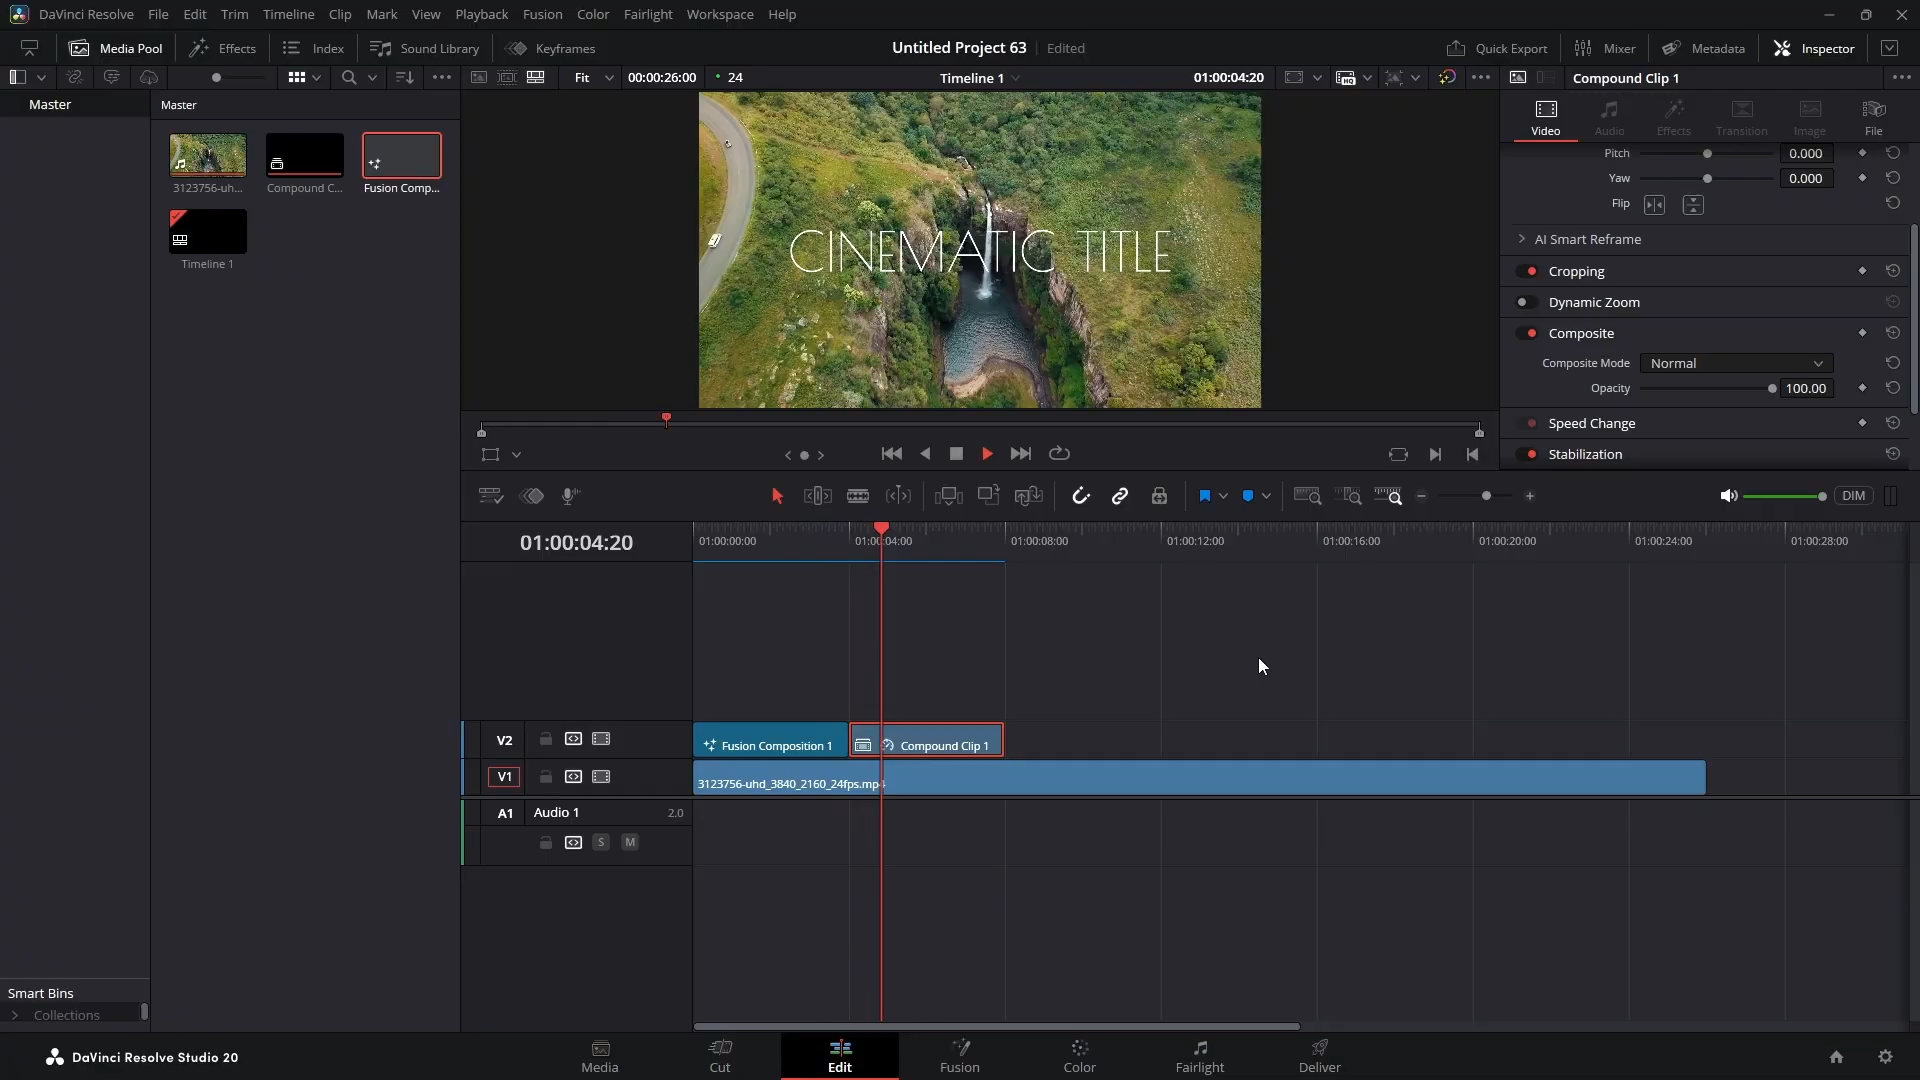 DaVinci Resolve File Edit Trim Timeline Clip Mark View Playback Fusion Color Fairlight Workspace Help
Media Pool Effects Index Sound Library Keyframes Untitled Project 63 Edited Quick Export Mixer Metadata Inspector
Fit 00:00:26:00 24 Timeline 1 01:00:04:20 Compound Clip 1
Master
Master
Video Audio Effects Transition Image File
3123756-uh... Compound C... Fusion Comp...
Timeline 1
CINEMATIC TITLE
Pitch 0.000
Yaw 0.000
Flip
AI Smart Reframe
Cropping
Dynamic Zoom
Composite
Composite Mode Normal
Opacity 100.00
Speed Change
Stabilization
DIM
01:00:04:20
01:00:00:00 01:00:04:00 01:00:08:00 01:00:12:00 01:00:16:00 01:00:20:00 01:00:24:00 01:00:28:00
V2 Fusion Composition 1 Compound Clip 1
V1 3123756-uhd_3840_2160_24fps.mp4
A1 Audio 1 2.0
S M
Smart Bins
Collections
DaVinci Resolve Studio 20
Media Cut Edit Fusion Color Fairlight Deliver